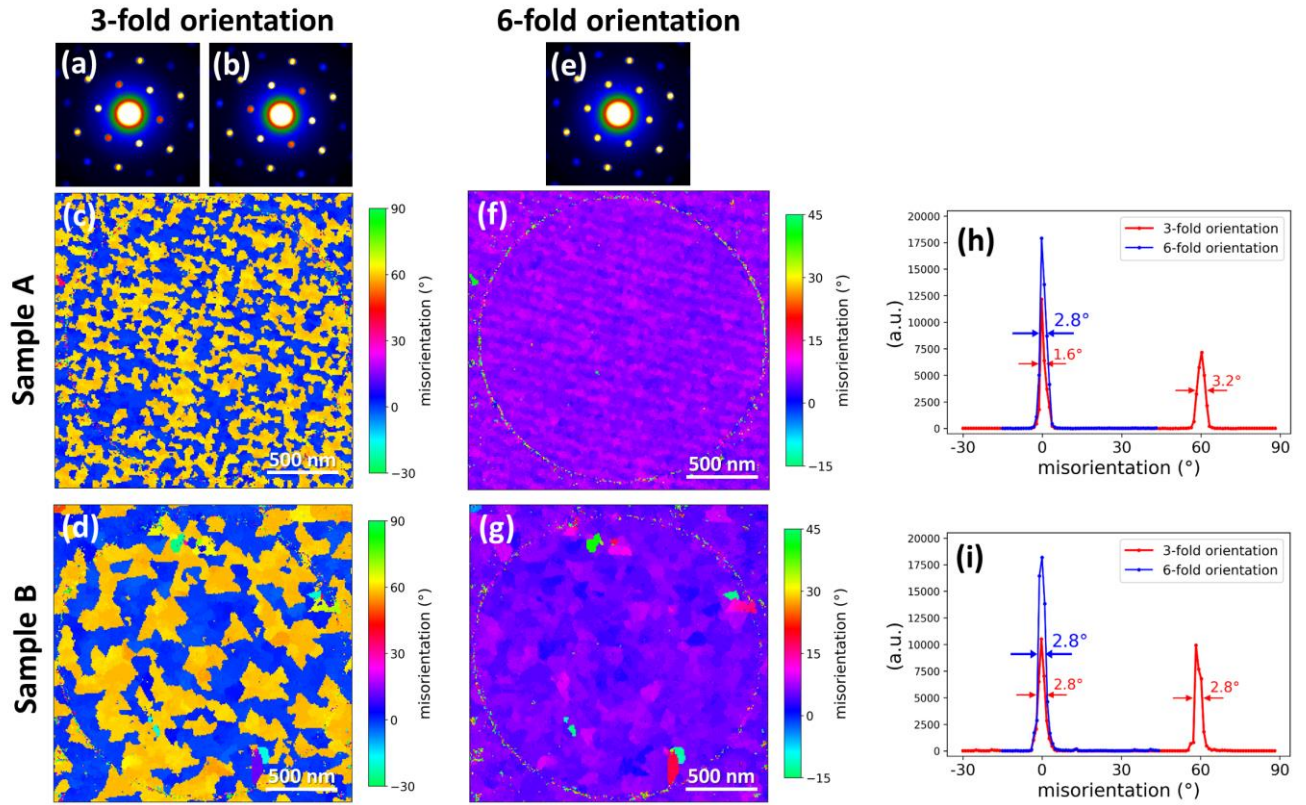 3-fold orientation
6-fold orientation
(a)
(b)
(e)
Sample A
(c)
500 nm
90
60
30
0
−30
misorientation (°)
(f)
500 nm
45
30
15
0
−15
misorientation (°)
(h)
3-fold orientation
6-fold orientation
20000
17500
15000
12500
10000
7500
5000
2500
0
(a.u.)
2.8°
1.6°
3.2°
-30
0
30
60
90
misorientation (°)
Sample B
(d)
500 nm
90
60
30
0
−30
misorientation (°)
(g)
500 nm
45
30
15
0
−15
misorientation (°)
(i)
3-fold orientation
6-fold orientation
20000
17500
15000
12500
10000
7500
5000
2500
0
(a.u.)
2.8°
2.8°
2.8°
-30
0
30
60
90
misorientation (°)